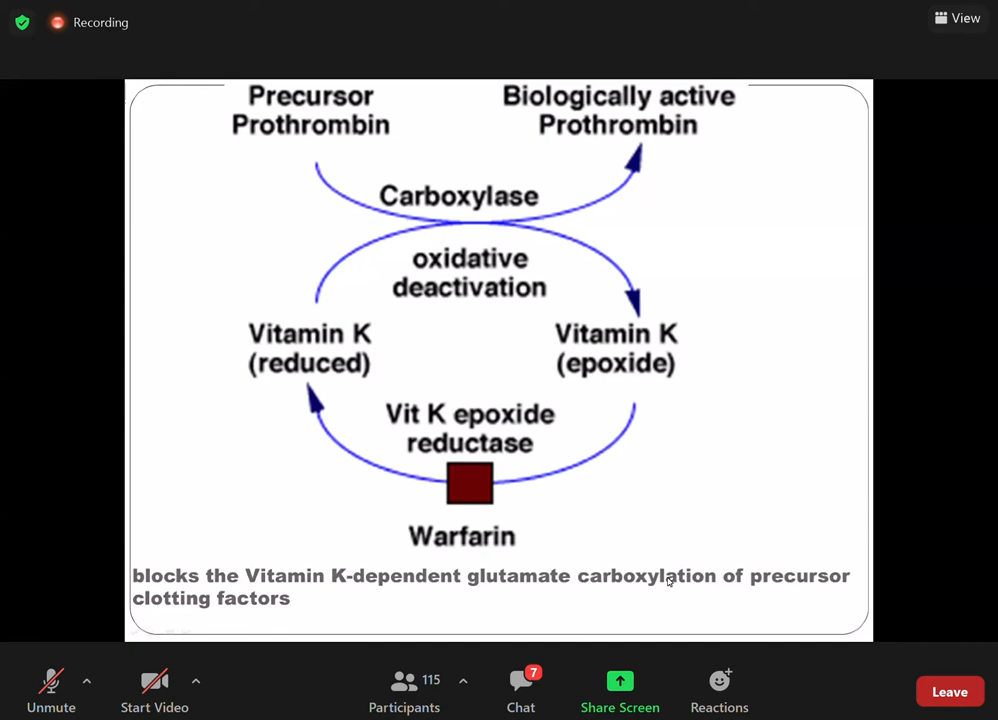 Recording
View
Precursor
Prothrombin
Biologically active
Prothrombin
Carboxylase
oxidative
deactivation
Vitamin K
(reduced)
Vitamin K
(epoxide)
Vit K epoxide
reductase
Warfarin
blocks the Vitamin K-dependent glutamate carboxylation of precursor
clotting factors
Unmute
Start Video
115
Participants
7
Chat
Share Screen
Reactions
Leave